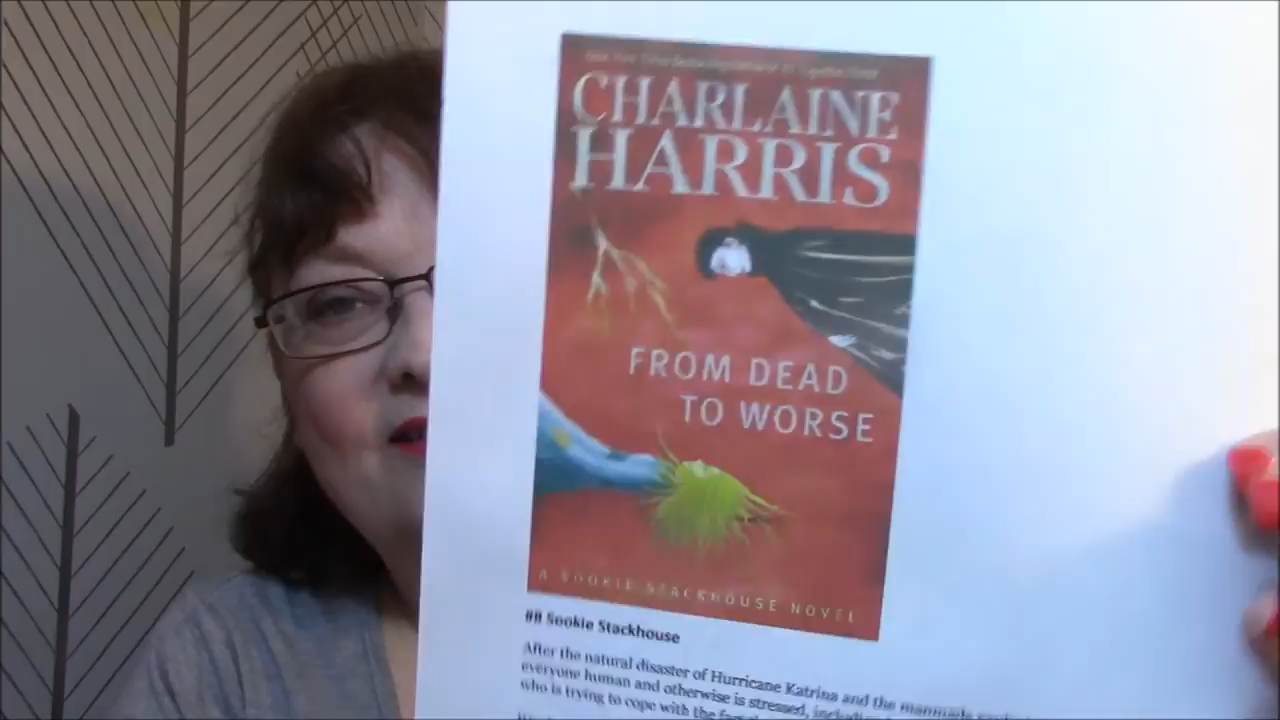 CHARLAINE
HARRIS
FROM DEAD
TO WORSE
A SOOKIE STACKHOUSE NOVEL
#8 Sookie Stackhouse
After the natural disaster of Hurricane Katrina and the manmade
everyone human and otherwise is stressed,
who is trying to cope with the